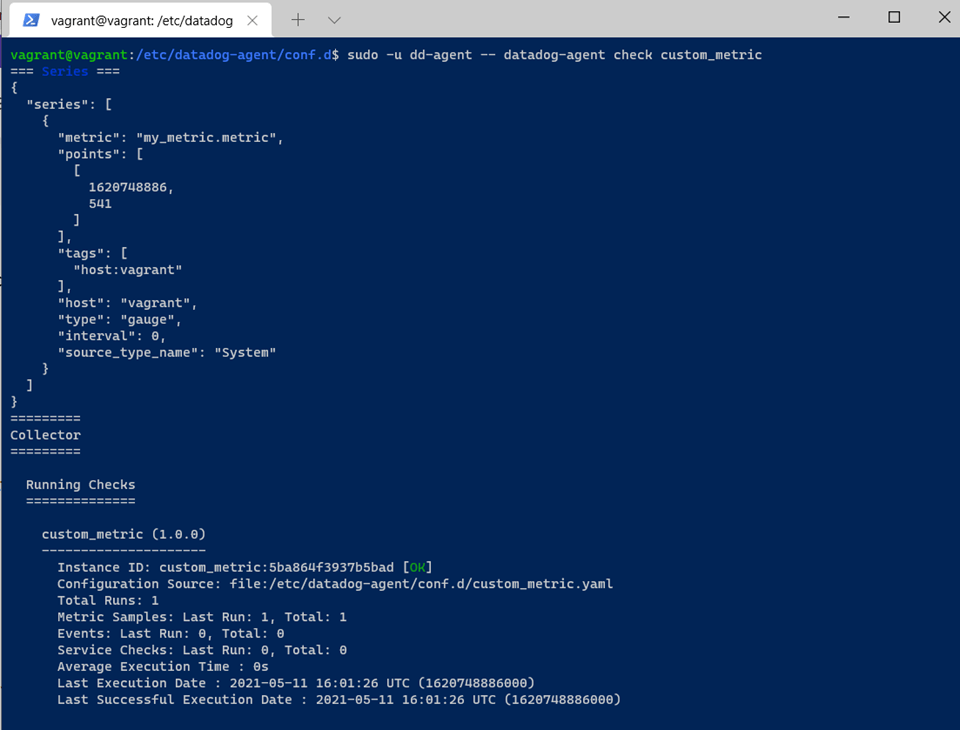 vagrant@vagrant: /etc/datadog
vagrant@vagrant:/etc/datadog-agent/conf.d$ sudo -u dd-agent -- datadog-agent check custom_metric
=== Series ===
{
  "series": [
    {
      "metric": "my_metric.metric",
      "points": [
        [
          1620748886,
          541
        ]
      ],
      "tags": [
        "host:vagrant"
      ],
      "host": "vagrant",
      "type": "gauge",
      "interval": 0,
      "source_type_name": "System"
    }
  ]
}
=========
Collector
=========
  Running Checks
  ==============
    custom_metric (1.0.0)
    ---------------------
      Instance ID: custom_metric:5ba864f3937b5bad [OK]
      Configuration Source: file:/etc/datadog-agent/conf.d/custom_metric.yaml
      Total Runs: 1
      Metric Samples: Last Run: 1, Total: 1
      Events: Last Run: 0, Total: 0
      Service Checks: Last Run: 0, Total: 0
      Average Execution Time : 0s
      Last Execution Date : 2021-05-11 16:01:26 UTC (1620748886000)
      Last Successful Execution Date : 2021-05-11 16:01:26 UTC (1620748886000)